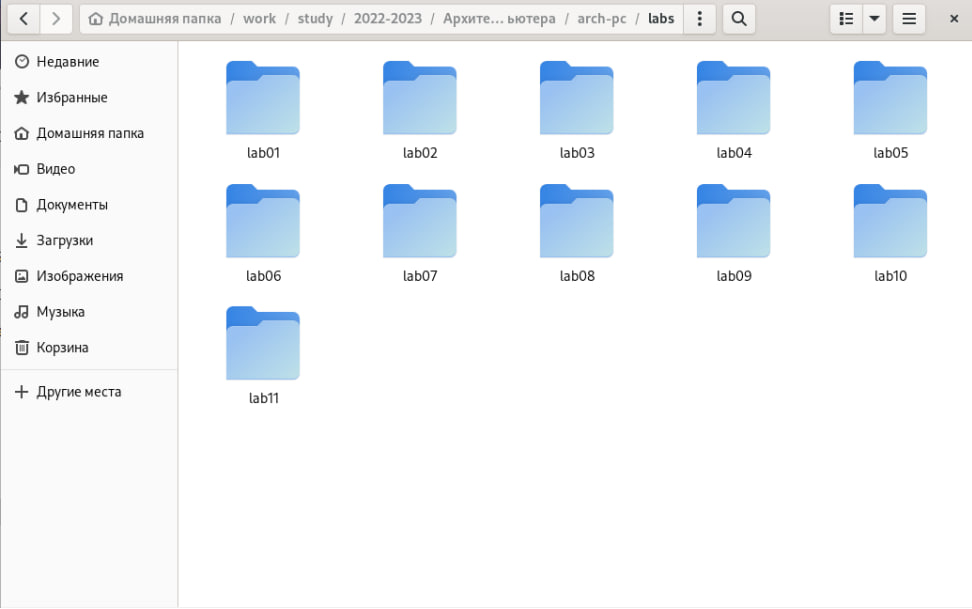 Домашняя папка / work / study / 2022-2023 / Архите… ьютера / arch-pc / labs
Недавние
Избранные
Домашняя папка
Видео
Документы
Загрузки
Изображения
Музыка
Корзина
Другие места
lab01 lab02 lab03 lab04 lab05
lab06 lab07 lab08 lab09 lab10
lab11